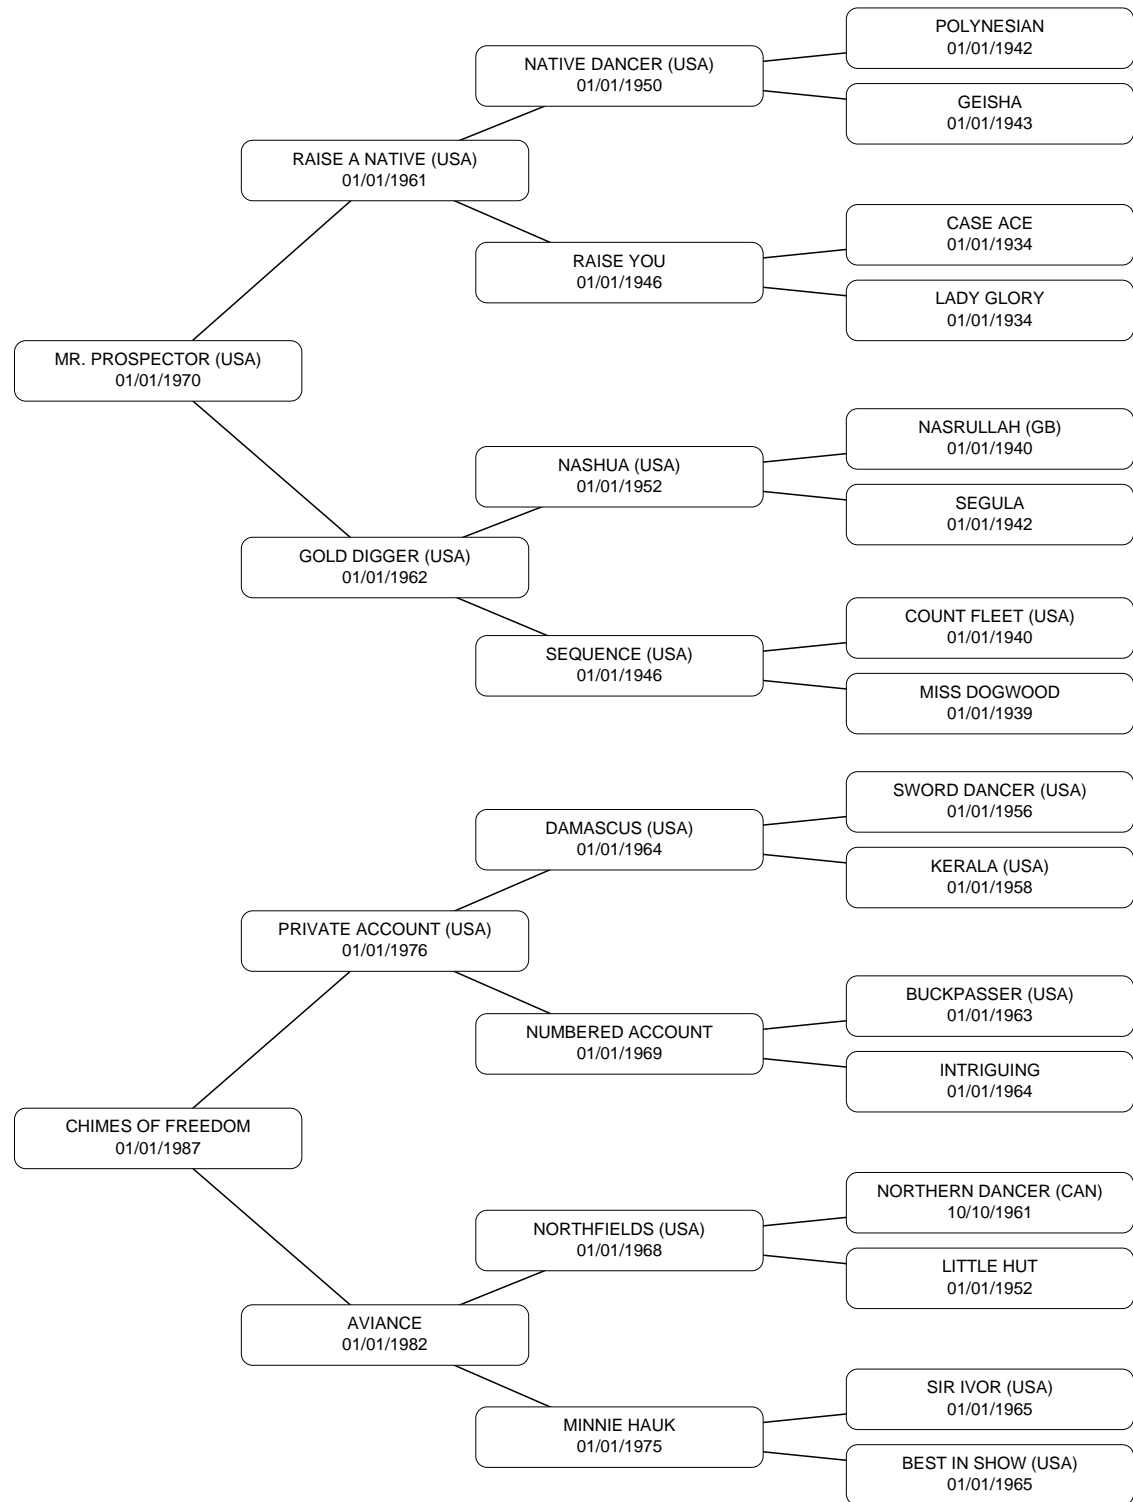 POLYNESIAN
01/01/1942
NATIVE DANCER (USA)
01/01/1950
GEISHA
01/01/1943
RAISE A NATIVE (USA)
01/01/1961
CASE ACE
01/01/1934
RAISE YOU
01/01/1946
LADY GLORY
01/01/1934
MR. PROSPECTOR (USA)
01/01/1970
NASRULLAH (GB)
01/01/1940
NASHUA (USA)
01/01/1952
SEGULA
01/01/1942
GOLD DIGGER (USA)
01/01/1962
COUNT FLEET (USA)
01/01/1940
SEQUENCE (USA)
01/01/1946
MISS DOGWOOD
01/01/1939
SWORD DANCER (USA)
01/01/1956
DAMASCUS (USA)
01/01/1964
KERALA (USA)
01/01/1958
PRIVATE ACCOUNT (USA)
01/01/1976
BUCKPASSER (USA)
01/01/1963
NUMBERED ACCOUNT
01/01/1969
INTRIGUING
01/01/1964
CHIMES OF FREEDOM
01/01/1987
NORTHERN DANCER (CAN)
10/10/1961
NORTHFIELDS (USA)
01/01/1968
LITTLE HUT
01/01/1952
AVIANCE
01/01/1982
SIR IVOR (USA)
01/01/1965
MINNIE HAUK
01/01/1975
BEST IN SHOW (USA)
01/01/1965